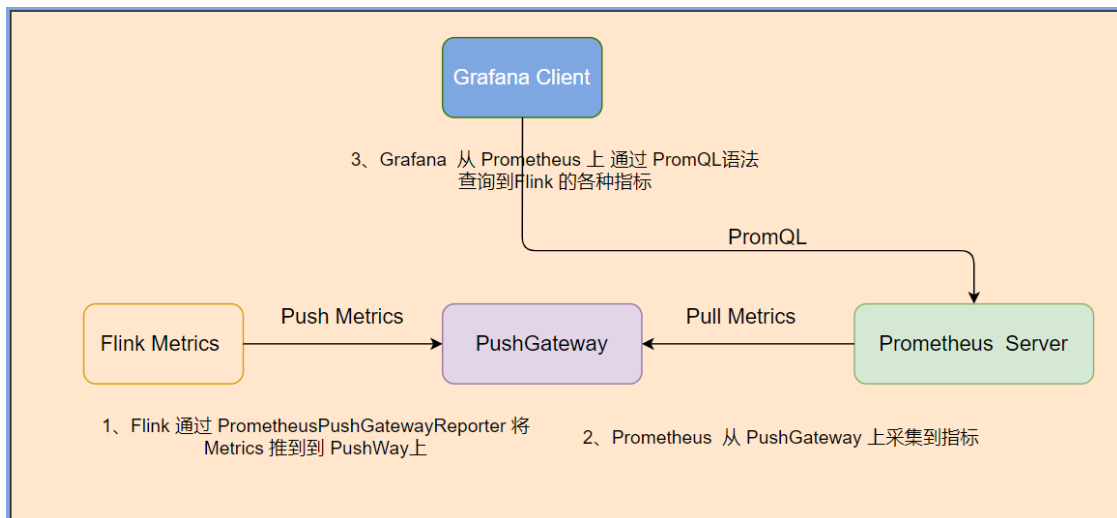 Grafana Client
3、Grafana 从 Prometheus 上 通过 PromQL语法
查询到Flink 的各种指标
PromQL
Flink Metrics
Push Metrics
PushGateway
Pull Metrics
Prometheus Server
1、Flink 通过 PrometheusPushGatewayReporter 将
Metrics 推到到 PushWay上
2、Prometheus 从 PushGateway 上采集到指标